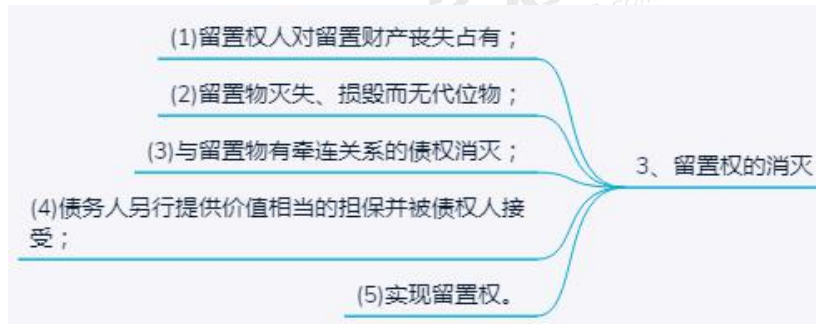 (1)留置权人对留置财产丧失占有；
(2)留置物灭失、损毁而无代位物；
(3)与留置物有牵连关系的债权消灭；
3、留置权的消灭
(4)债务人另行提供价值相当的担保并被债权人接
受；
(5)实现留置权。